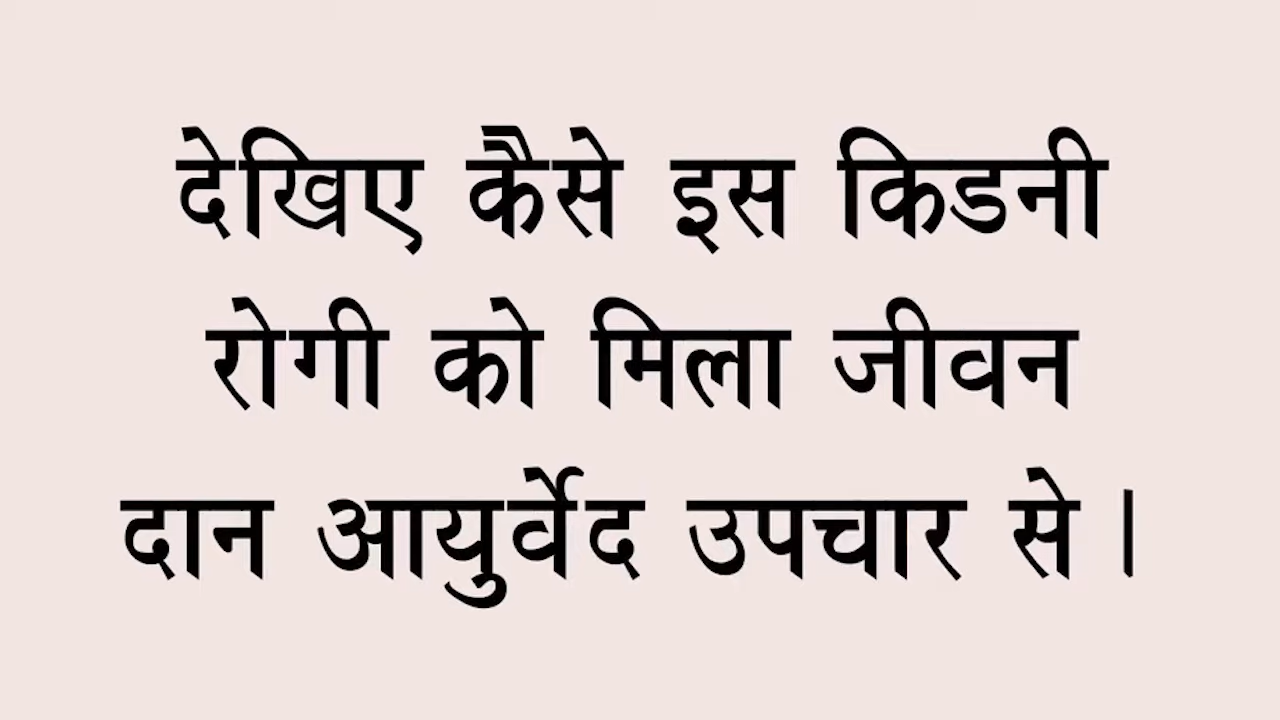 देखिए कैसे इस किडनी
रोगी को मिला जीवन
दान आयुर्वेद उपचार से।